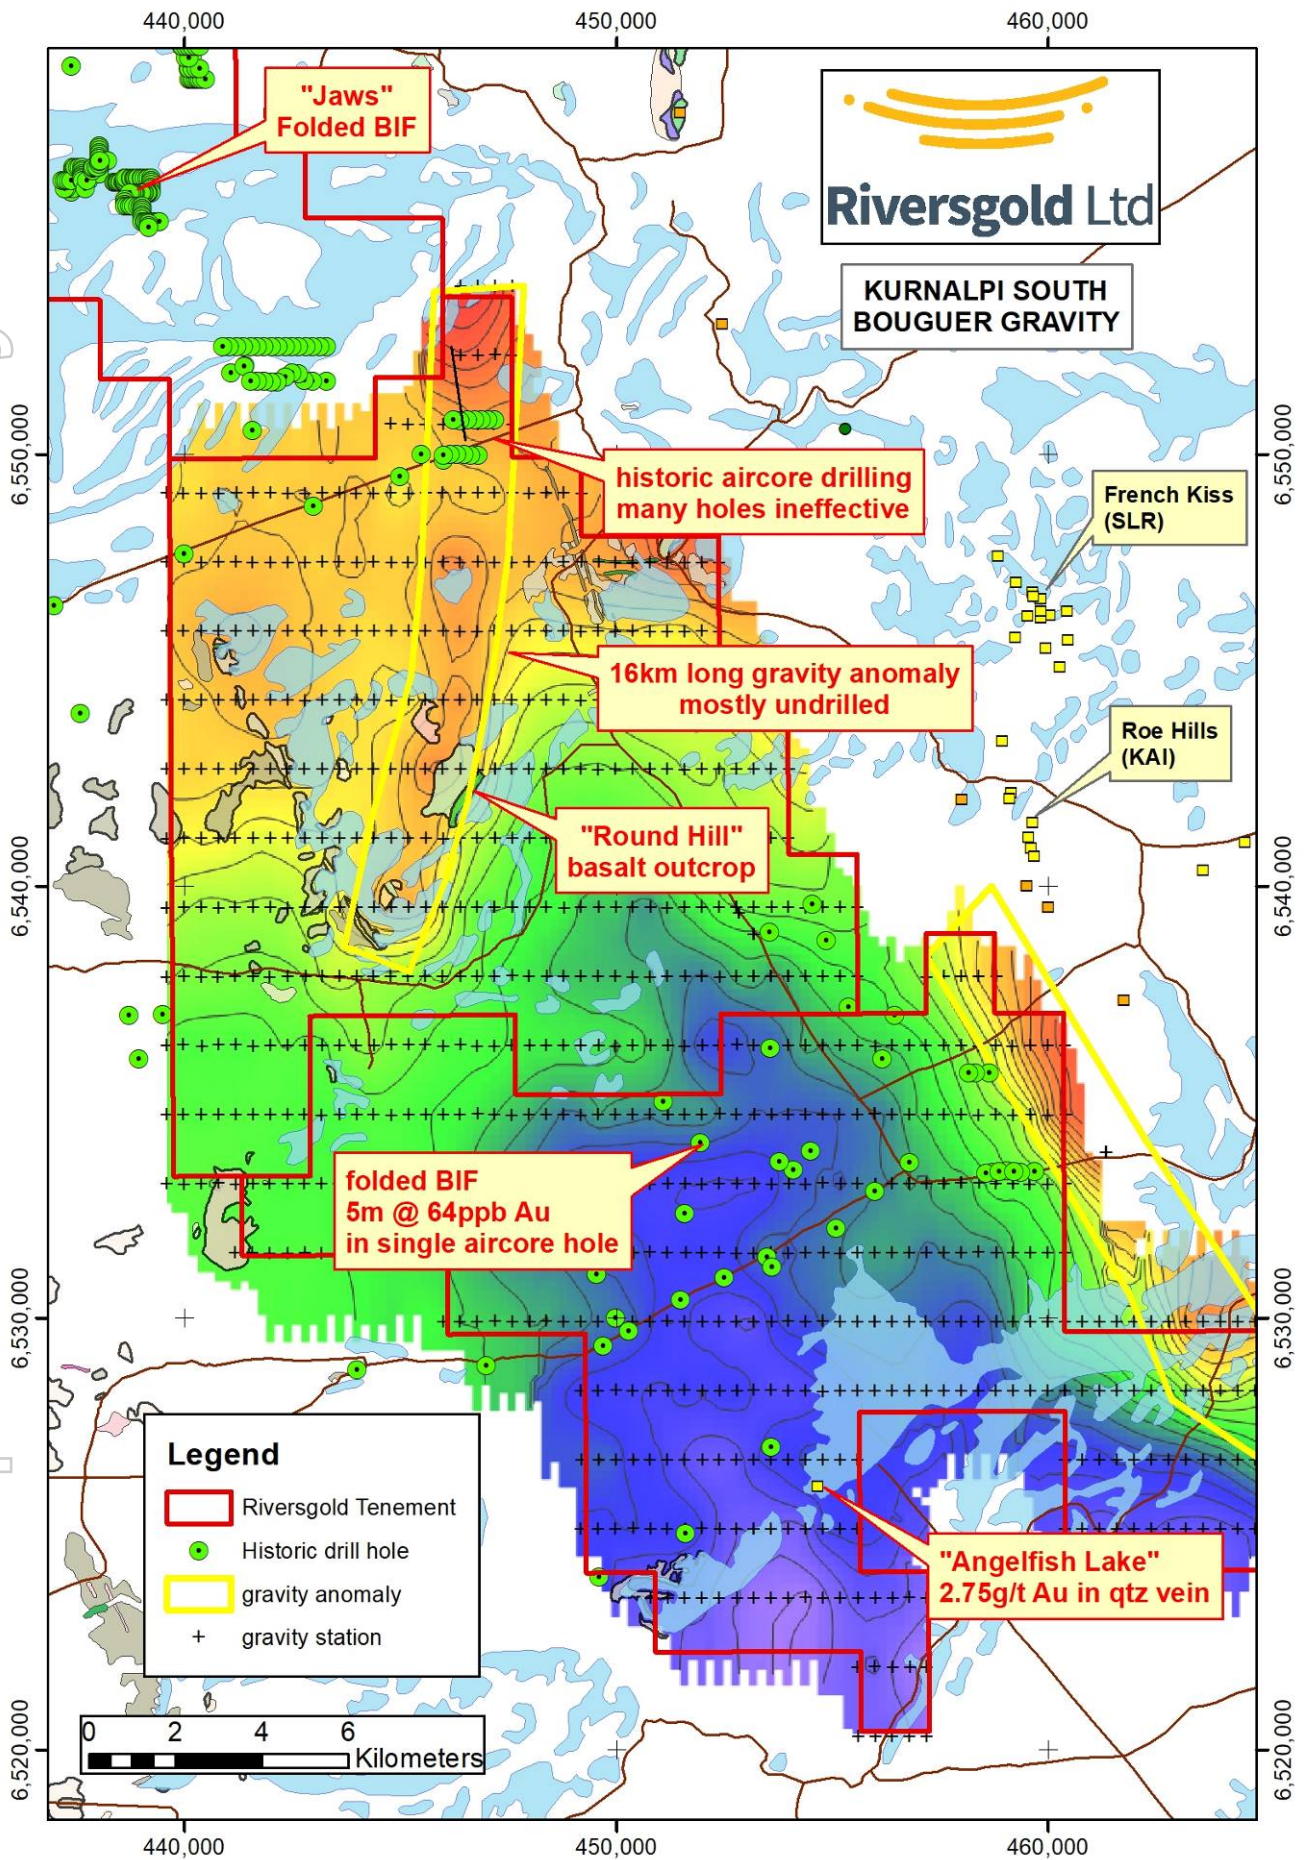 440,000
450,000
460,000
"Jaws"
Folded BIF
Riversgold Ltd
KURNALPI SOUTH
BOUGUER GRAVITY
6,550,000
6,550,000
historic aircore drilling
many holes ineffective
French Kiss
(SLR)
16km long gravity anomaly
mostly undrilled
Roe Hills
(KAI)
"Round Hill"
basalt outcrop
6,540,000
6,540,000
folded BIF
5m @ 64ppb Au
in single aircore hole
6,530,000
6,530,000
Legend
Riversgold Tenement
Historic drill hole
gravity anomaly
gravity station
"Angelfish Lake"
2.75g/t Au in qtz vein
0 2 4 6
Kilometers
6,520,000
6,520,000
440,000
450,000
460,000